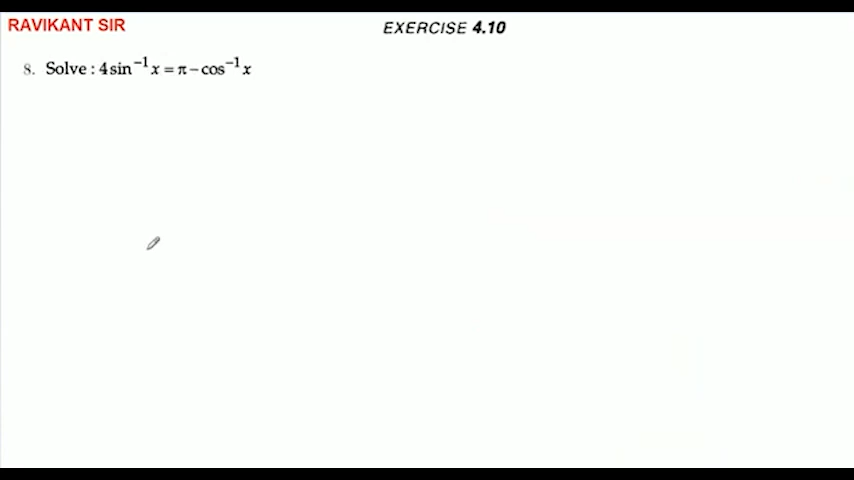 RAVIKANT SIR
EXERCISE 4.10
8. Solve : 4 sin⁻¹ x = π – cos⁻¹ x